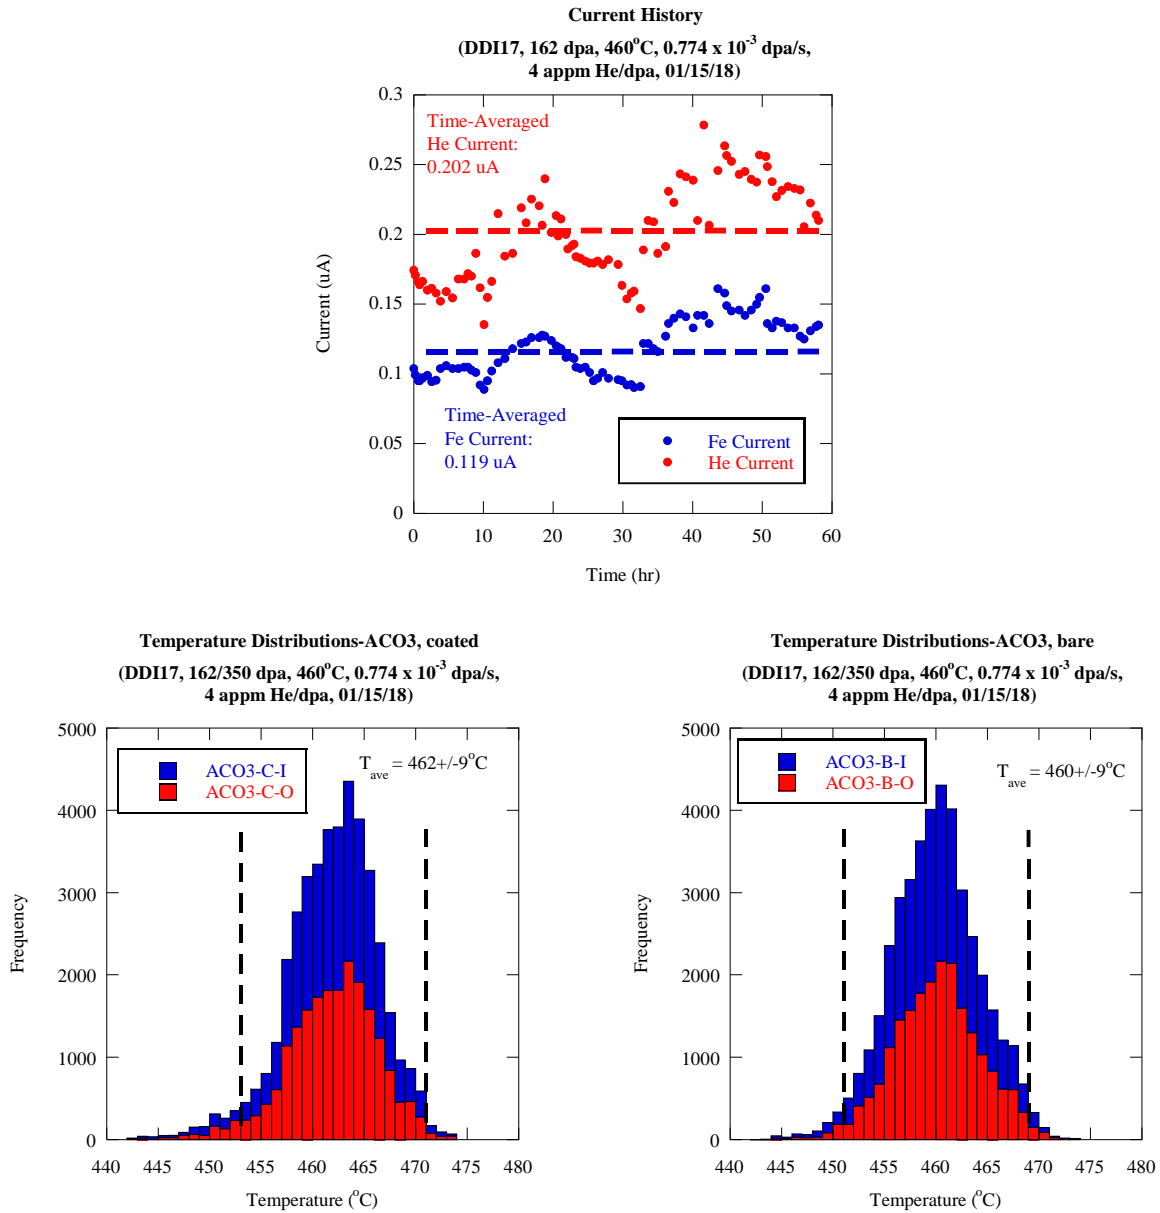 Current History
(DDI17, 162 dpa, 460°C, 0.774 x 10⁻³ dpa/s,
4 appm He/dpa, 01/15/18)
0.3
0.25
0.2
0.15
0.1
0.05
0
Current (uA)
Time-Averaged
He Current:
0.202 uA
Time-Averaged
Fe Current:
0.119 uA
Fe Current
He Current
0 10 20 30 40 50 60
Time (hr)
Temperature Distributions-ACO3, coated
(DDI17, 162/350 dpa, 460°C, 0.774 x 10⁻³ dpa/s,
4 appm He/dpa, 01/15/18)
5000
4000
3000
2000
1000
0
Frequency
ACO3-C-I
ACO3-C-O
T_ave = 462+/-9°C
440 445 450 455 460 465 470 475 480
Temperature (°C)
Temperature Distributions-ACO3, bare
(DDI17, 162/350 dpa, 460°C, 0.774 x 10⁻³ dpa/s,
4 appm He/dpa, 01/15/18)
5000
4000
3000
2000
1000
0
Frequency
ACO3-B-I
ACO3-B-O
T_ave = 460+/-9°C
440 445 450 455 460 465 470 475 480
Temperature (°C)